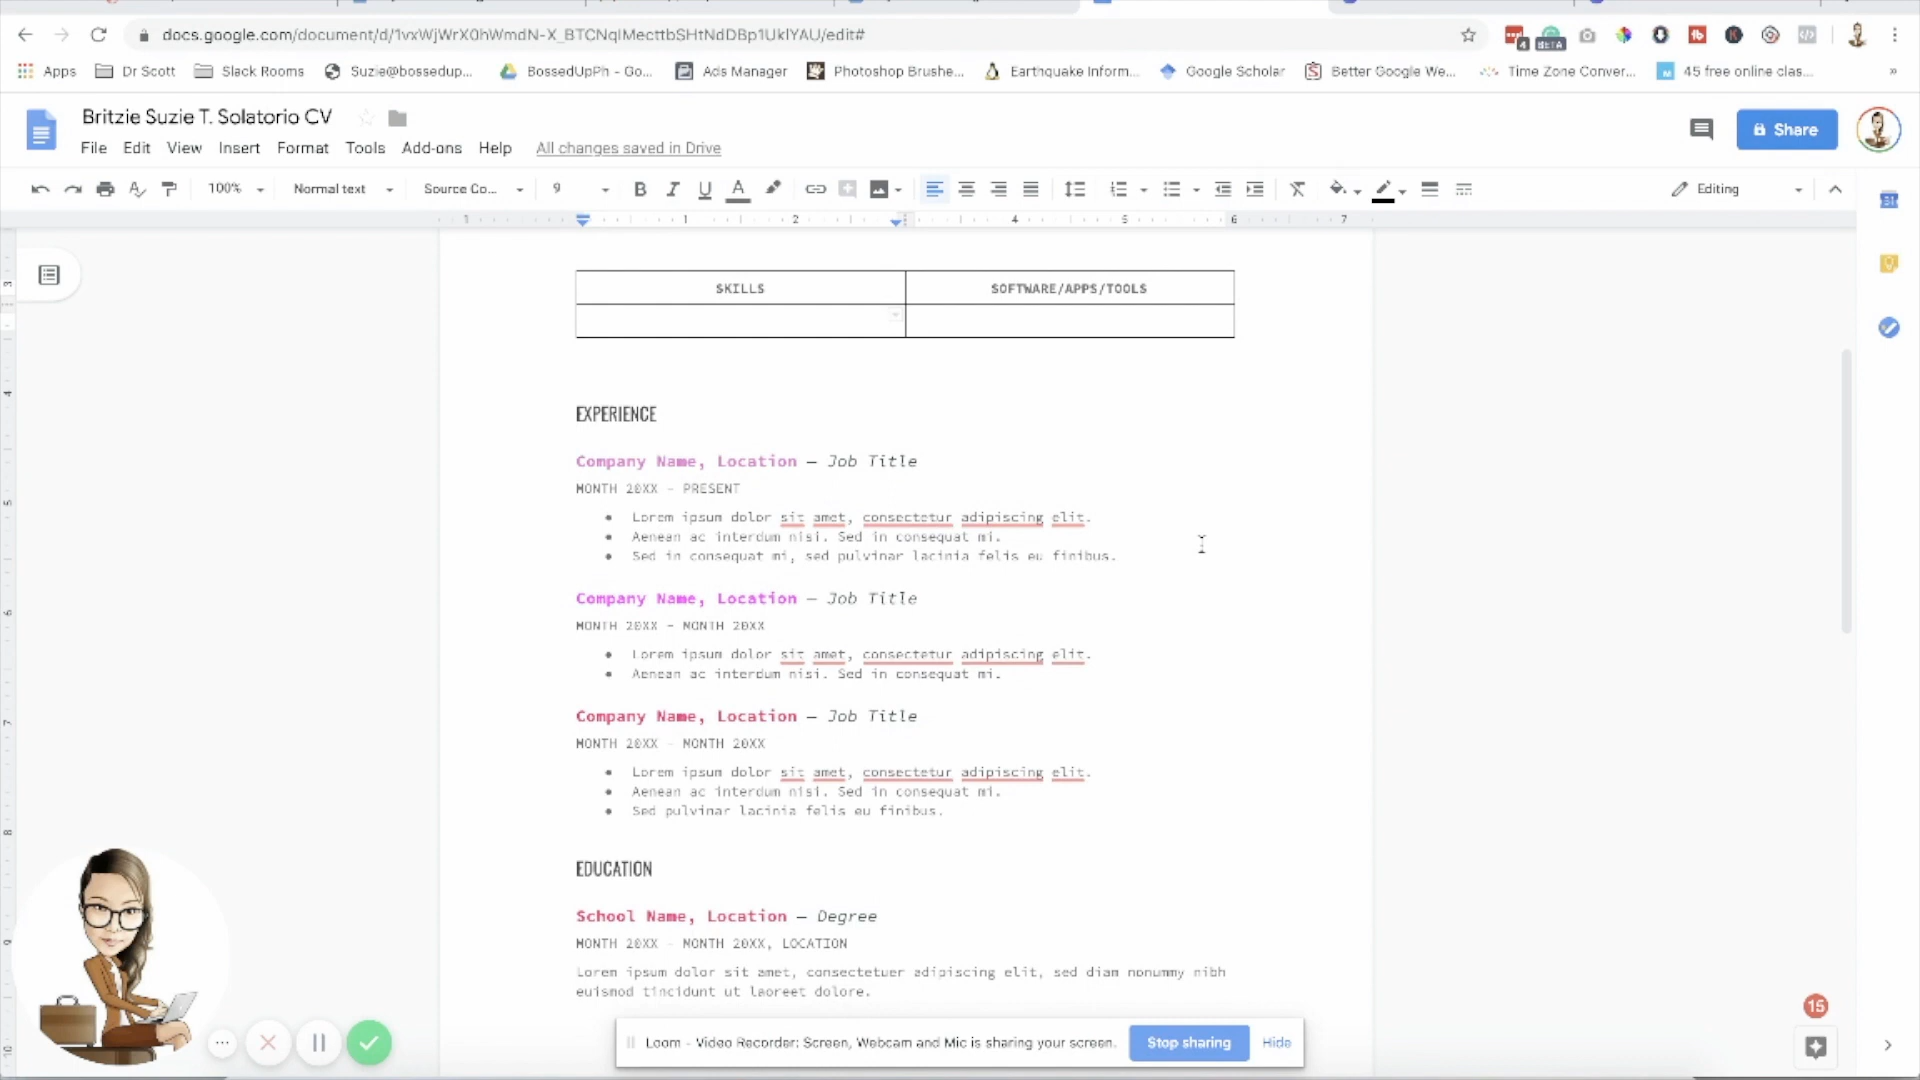 docs.google.com/document/d/1vxWjWrX0hWmdN-X_BTCNqIMecttbSHtNdDBp1UklYAU/edit#
4
BETA
Apps Dr Scott Slack Rooms Suzie@bossedup... BossedUpPh - Go... Ads Manager Photoshop Brushe... Earthquake Inform... Google Scholar Better Google We... Time Zone Conver... 45 free online clas... »
Britzie Suzie T. Solatorio CV
Share
File Edit View Insert Format Tools Add-ons Help All changes saved in Drive
100% Normal text Source Co... 9 B I U A Editing
1 1 2 4 5 6 7
SKILLS SOFTWARE/APPS/TOOLS
EXPERIENCE
Company Name, Location — Job Title
MONTH 20XX - PRESENT
Lorem ipsum dolor sit amet, consectetur adipiscing elit.
Aenean ac interdum nisi. Sed in consequat mi.
Sed in consequat mi, sed pulvinar lacinia felis eu finibus.
Company Name, Location — Job Title
MONTH 20XX - MONTH 20XX
Lorem ipsum dolor sit amet, consectetur adipiscing elit.
Aenean ac interdum nisi. Sed in consequat mi.
Company Name, Location — Job Title
MONTH 20XX - MONTH 20XX
Lorem ipsum dolor sit amet, consectetur adipiscing elit.
Aenean ac interdum nisi. Sed in consequat mi.
Sed pulvinar lacinia felis eu finibus.
EDUCATION
School Name, Location — Degree
MONTH 20XX - MONTH 20XX, LOCATION
Lorem ipsum dolor sit amet, consectetuer adipiscing elit, sed diam nonummy nibh
euismod tincidunt ut laoreet dolore.
15
Loom - Video Recorder: Screen, Webcam and Mic is sharing your screen. Stop sharing Hide